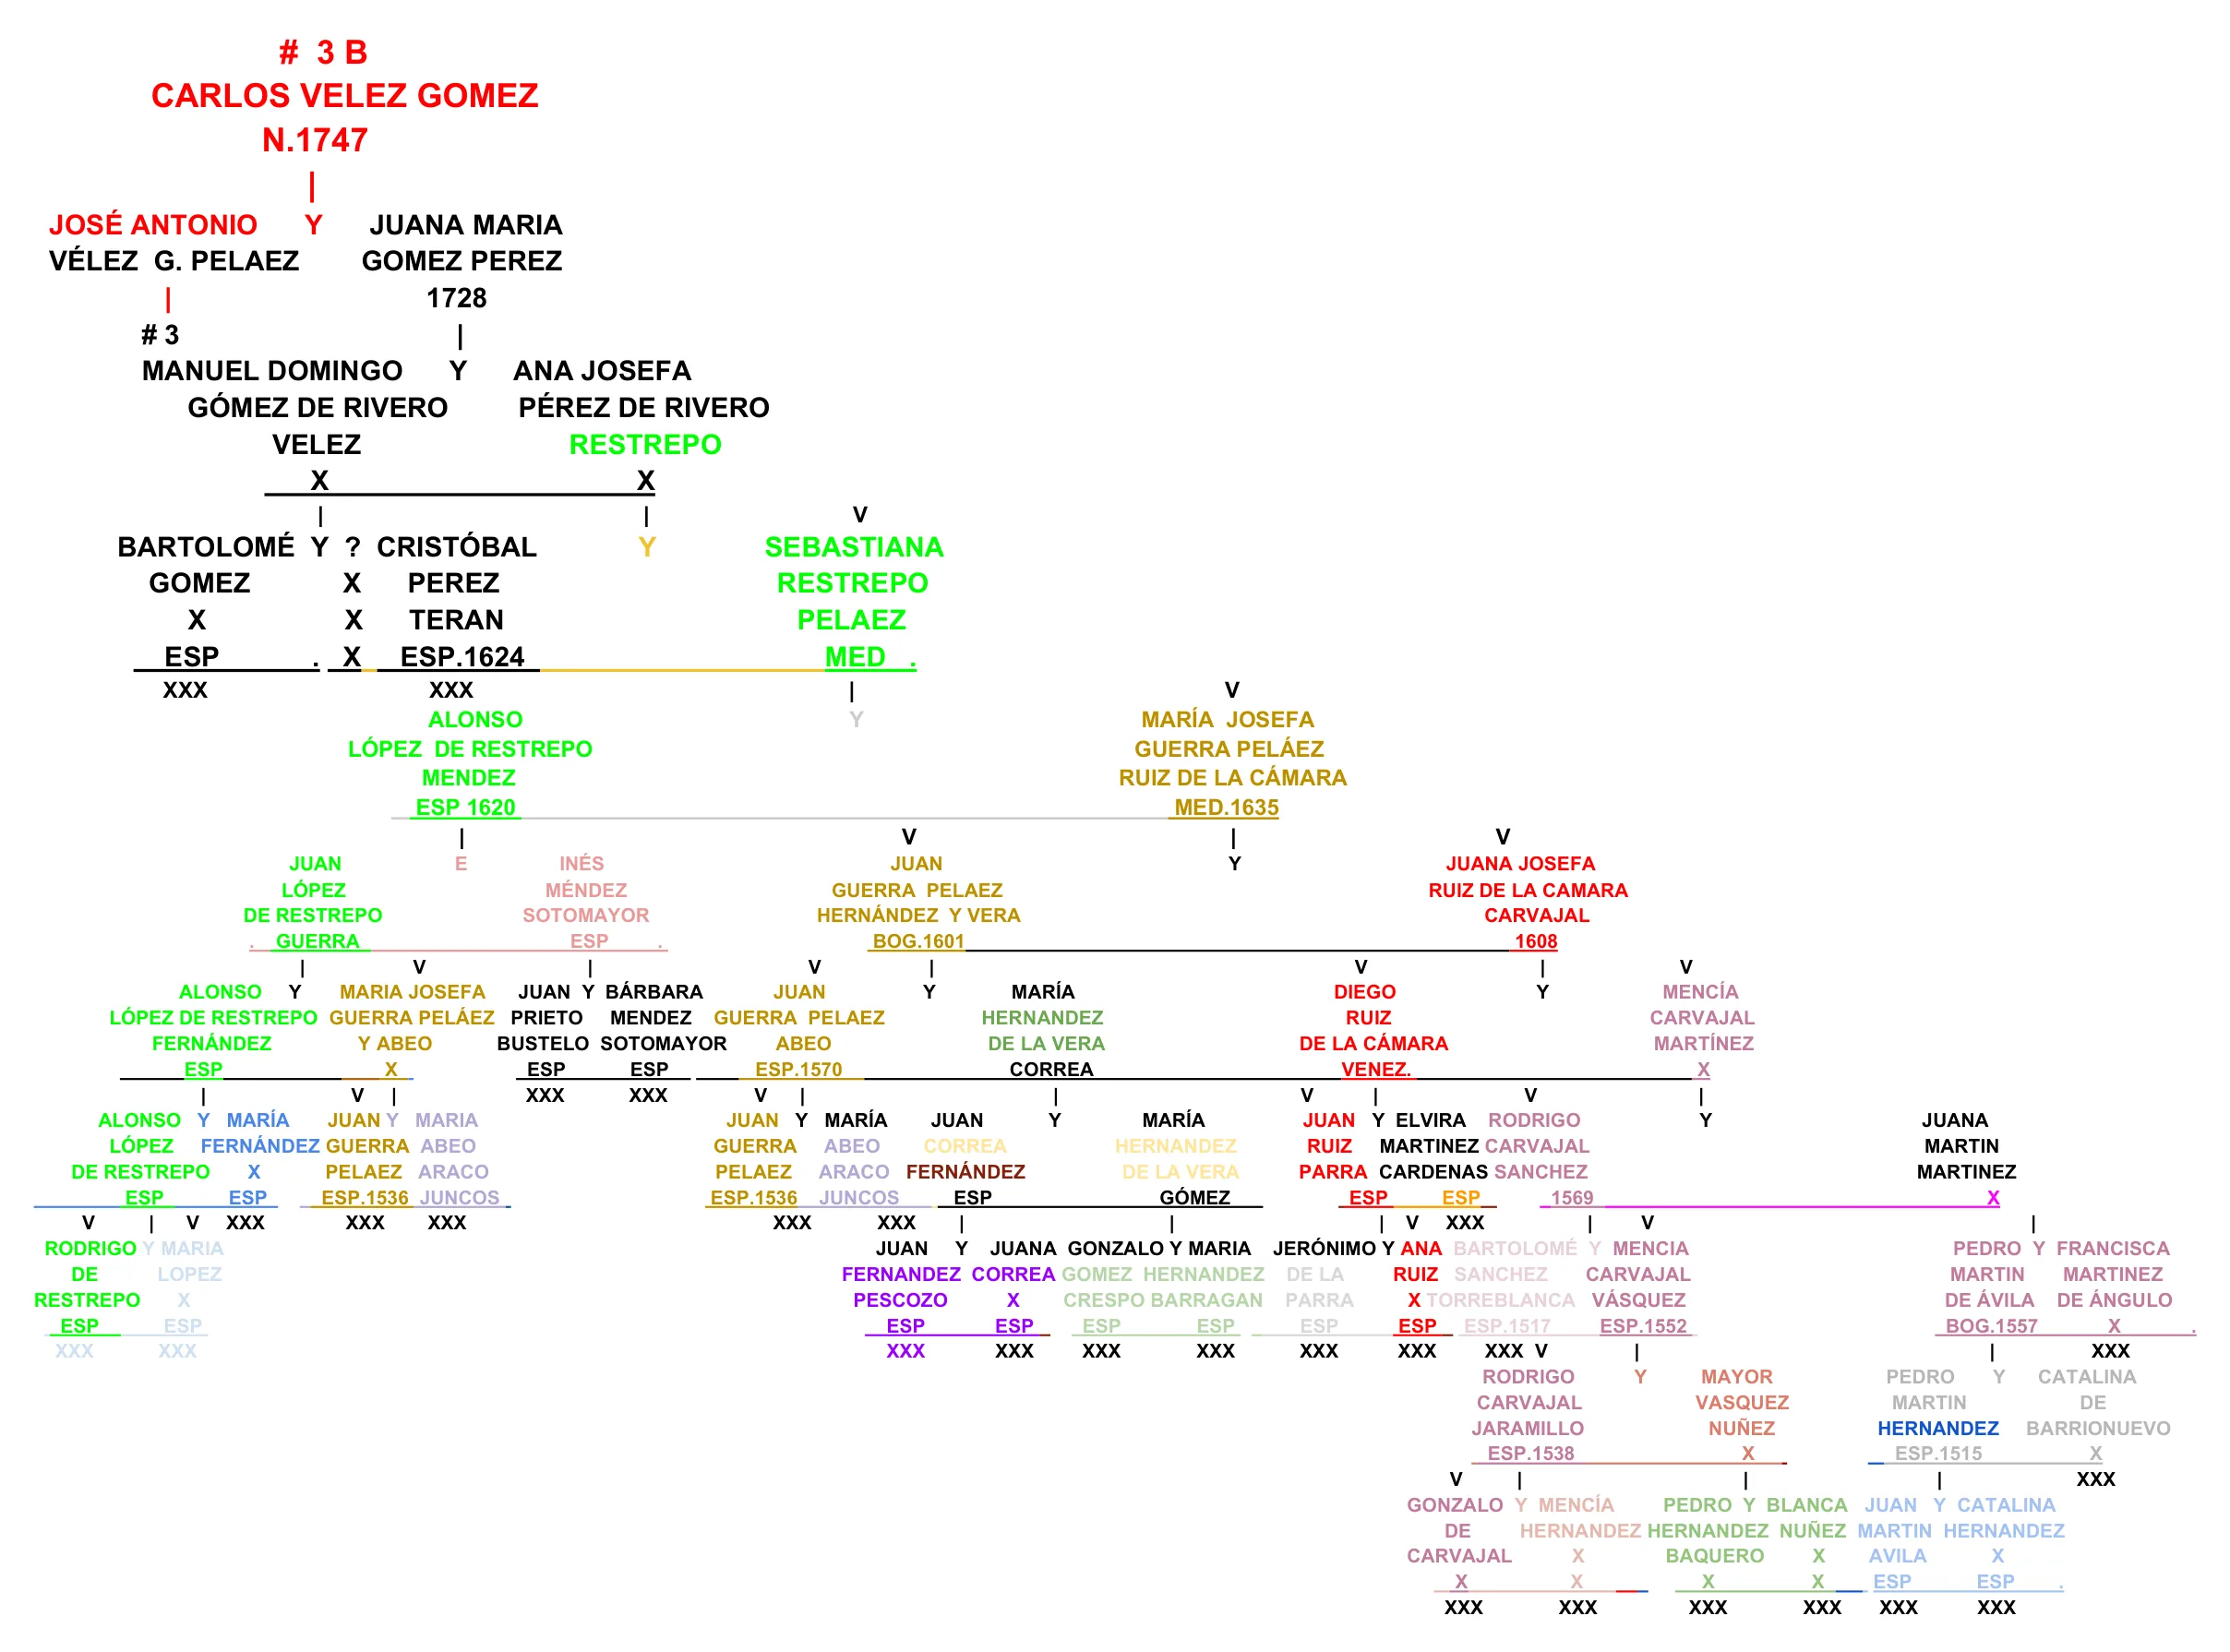 #  3 B
CARLOS VELEZ GOMEZ
N.1747
|
JOSÉ ANTONIO Y JUANA MARIA
VÉLEZ G. PELAEZ GOMEZ PEREZ
| 1728
# 3 |
MANUEL DOMINGO Y ANA JOSEFA
GÓMEZ DE RIVERO PÉREZ DE RIVERO
VELEZ RESTREPO
X X
| | V
BARTOLOMÉ Y ? CRISTÓBAL Y SEBASTIANA
GOMEZ X PEREZ RESTREPO
X X TERAN PELAEZ
ESP . X ESP.1624 MED .
XXX XXX | V
ALONSO Y MARÍA JOSEFA
LÓPEZ DE RESTREPO GUERRA PELÁEZ
MENDEZ RUIZ DE LA CÁMARA
ESP 1620 MED.1635
| V | V
JUAN E INÉS JUAN Y JUANA JOSEFA
LÓPEZ MÉNDEZ GUERRA PELAEZ RUIZ DE LA CAMARA
DE RESTREPO SOTOMAYOR HERNÁNDEZ Y VERA CARVAJAL
. GUERRA ESP . BOG.1601 1608
| V | V | V | V
ALONSO Y MARIA JOSEFA JUAN Y BÁRBARA JUAN Y MARÍA DIEGO Y MENCÍA
LÓPEZ DE RESTREPO GUERRA PELÁEZ PRIETO MENDEZ GUERRA PELAEZ HERNANDEZ RUIZ CARVAJAL
FERNÁNDEZ Y ABEO BUSTELO SOTOMAYOR ABEO DE LA VERA DE LA CÁMARA MARTÍNEZ
ESP X ESP ESP ESP.1570 CORREA VENEZ. X
| V | XXX XXX V | | V | V |
ALONSO Y MARÍA JUAN Y MARIA JUAN Y MARÍA JUAN Y MARÍA JUAN Y ELVIRA RODRIGO Y JUANA
LÓPEZ FERNÁNDEZ GUERRA ABEO GUERRA ABEO CORREA HERNANDEZ RUIZ MARTINEZ CARVAJAL MARTIN
DE RESTREPO X PELAEZ ARACO PELAEZ ARACO FERNÁNDEZ DE LA VERA PARRA CARDENAS SANCHEZ MARTINEZ
ESP ESP ESP.1536 JUNCOS ESP.1536 JUNCOS ESP GÓMEZ ESP ESP 1569 X
V | V XXX XXX XXX XXX XXX | | | V XXX | V |
RODRIGO Y MARIA JUAN Y JUANA GONZALO Y MARIA JERÓNIMO Y ANA BARTOLOMÉ Y MENCIA PEDRO Y FRANCISCA
DE LOPEZ FERNANDEZ CORREA GOMEZ HERNANDEZ DE LA RUIZ SANCHEZ CARVAJAL MARTIN MARTINEZ
RESTREPO X PESCOZO X CRESPO BARRAGAN PARRA X TORREBLANCA VÁSQUEZ DE ÁVILA DE ÁNGULO
ESP ESP ESP ESP ESP ESP ESP ESP ESP.1517 ESP.1552 BOG.1557 X .
XXX XXX XXX XXX XXX XXX XXX XXX XXX V | | XXX
RODRIGO Y MAYOR PEDRO Y CATALINA
CARVAJAL VASQUEZ MARTIN DE
JARAMILLO NUÑEZ HERNANDEZ BARRIONUEVO
ESP.1538 X ESP.1515 X
V | | | XXX
GONZALO Y MENCÍA PEDRO Y BLANCA JUAN Y CATALINA
DE HERNANDEZ HERNANDEZ NUÑEZ MARTIN HERNANDEZ
CARVAJAL X BAQUERO X AVILA X
X X X X ESP ESP .
XXX XXX XXX XXX XXX XXX